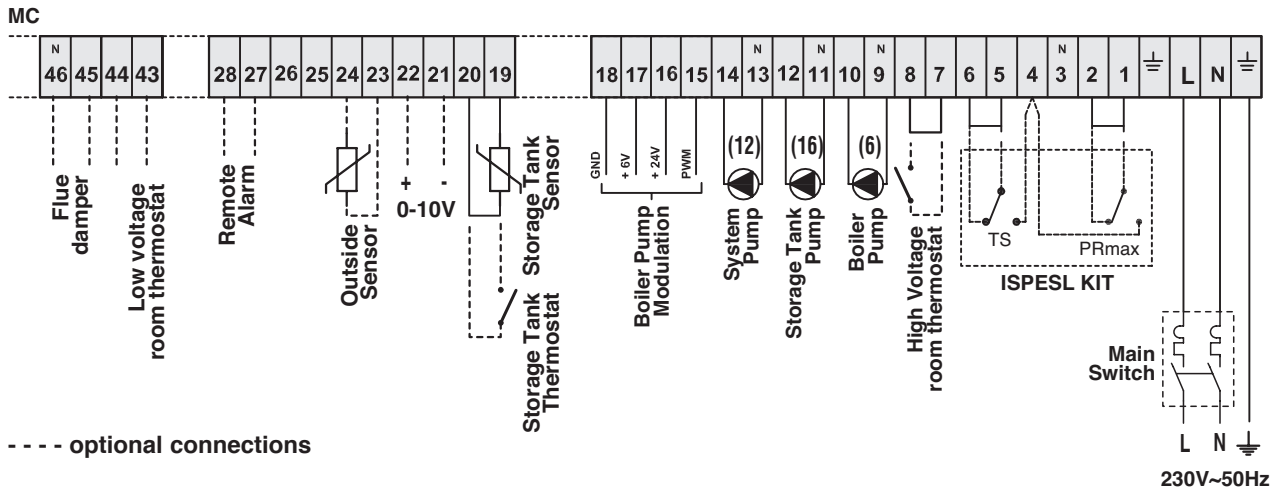 MC
N N N N N
46 45 44 43 28 27 26 25 24 23 22 21 20 19 18 17 16 15 14 13 12 11 10 9 8 7 6 5 4 3 2 1 L N
GND
+ 6V
+ 24V
PWM
(12)
(16)
(6)
+ -
0-10V
Flue
damper
Low voltage
room thermostat
Remote
Alarm
Outside
Sensor
Storage Tank
Sensor
Storage Tank
Thermostat
Boiler Pump
Modulation
System
Pump
Storage Tank
Pump
Boiler
Pump
High Voltage
room thermostat
TS
PRmax
ISPESL KIT
Main
Switch
- - - - optional connections
L N
230V~50Hz